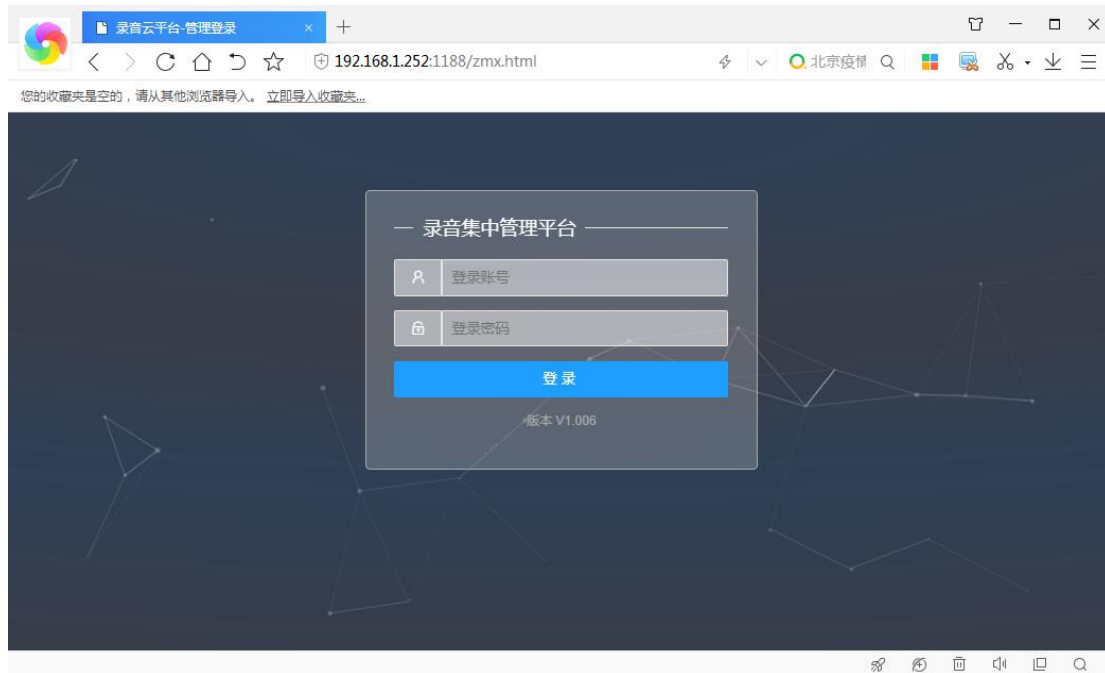 录音云平台-管理登录
192.168.1.252:1188/zmx.html
北京疫情
您的收藏夹是空的，请从其他浏览器导入。 立即导入收藏夹...
录音集中管理平台
登录账号
登录密码
登 录
版本 V1.006